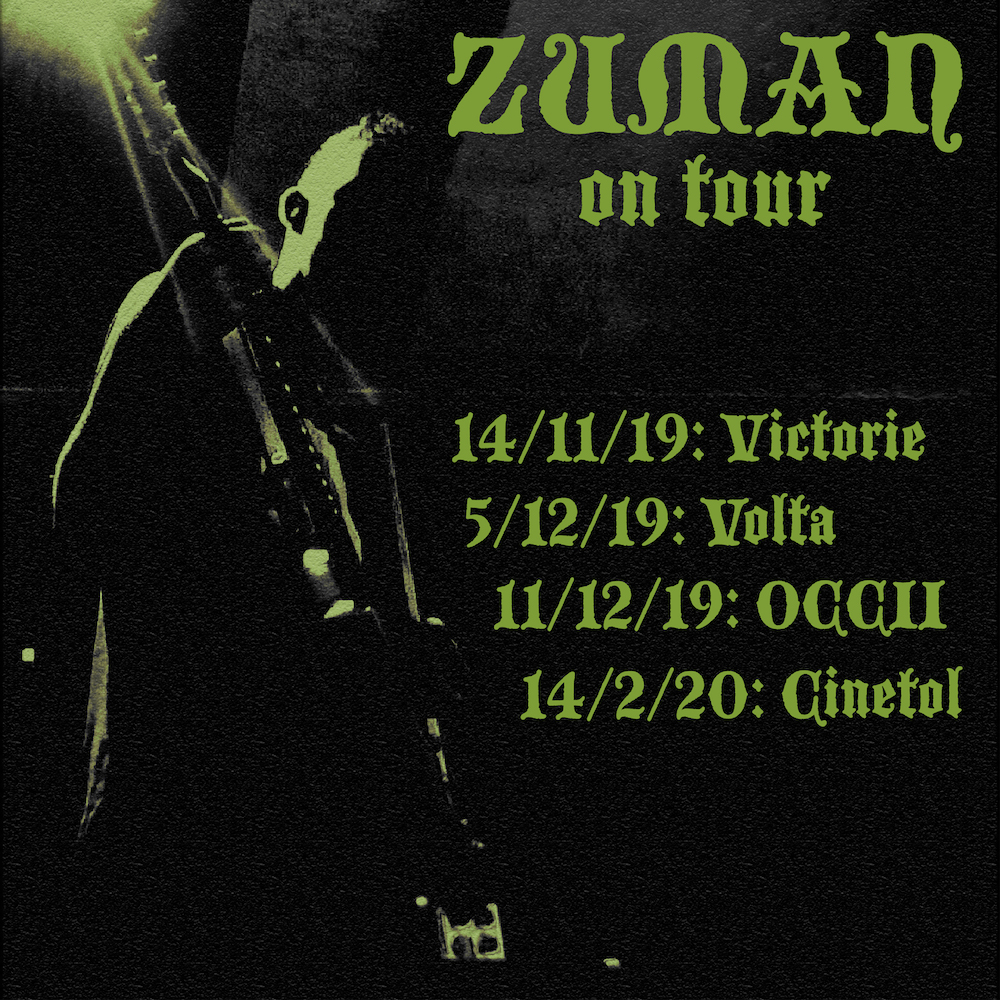 ZUMAN
on tour
14/11/19: Victorie
5/12/19: Volta
11/12/19: OCCII
14/2/20: Cinetol